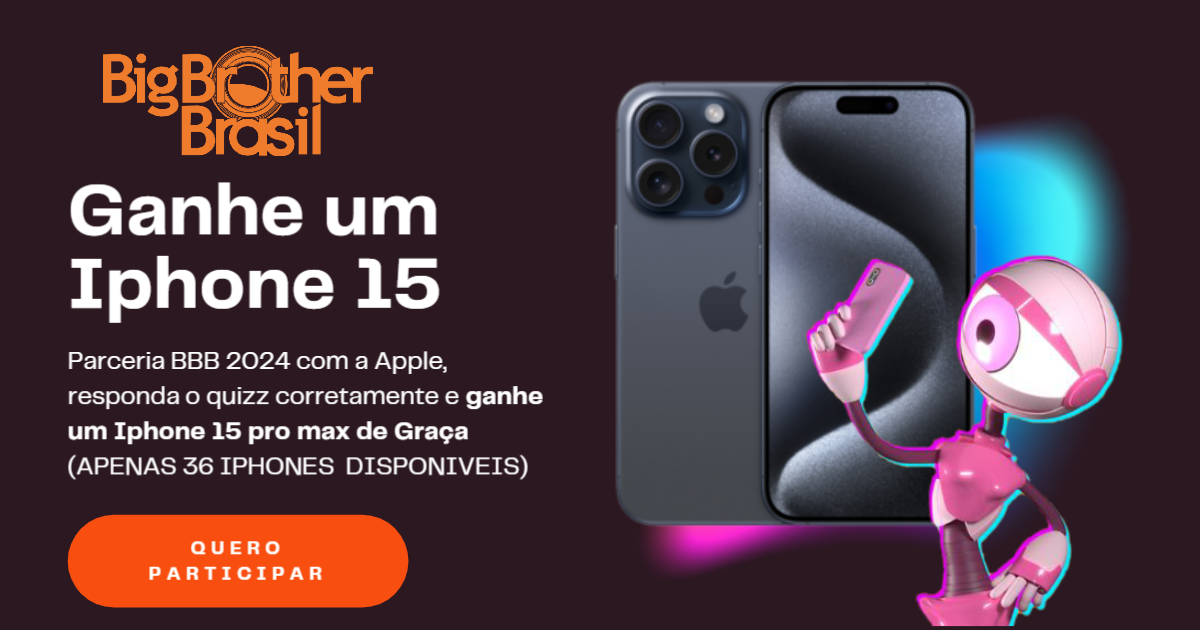 BigBrother
Brasil
Ganhe um
Iphone 15
Parceria BBB 2024 com a Apple,
responda o quizz corretamente e ganhe
um Iphone 15 pro max de Graça
(APENAS 36 IPHONES DISPONIVEIS)
QUERO
PARTICIPAR